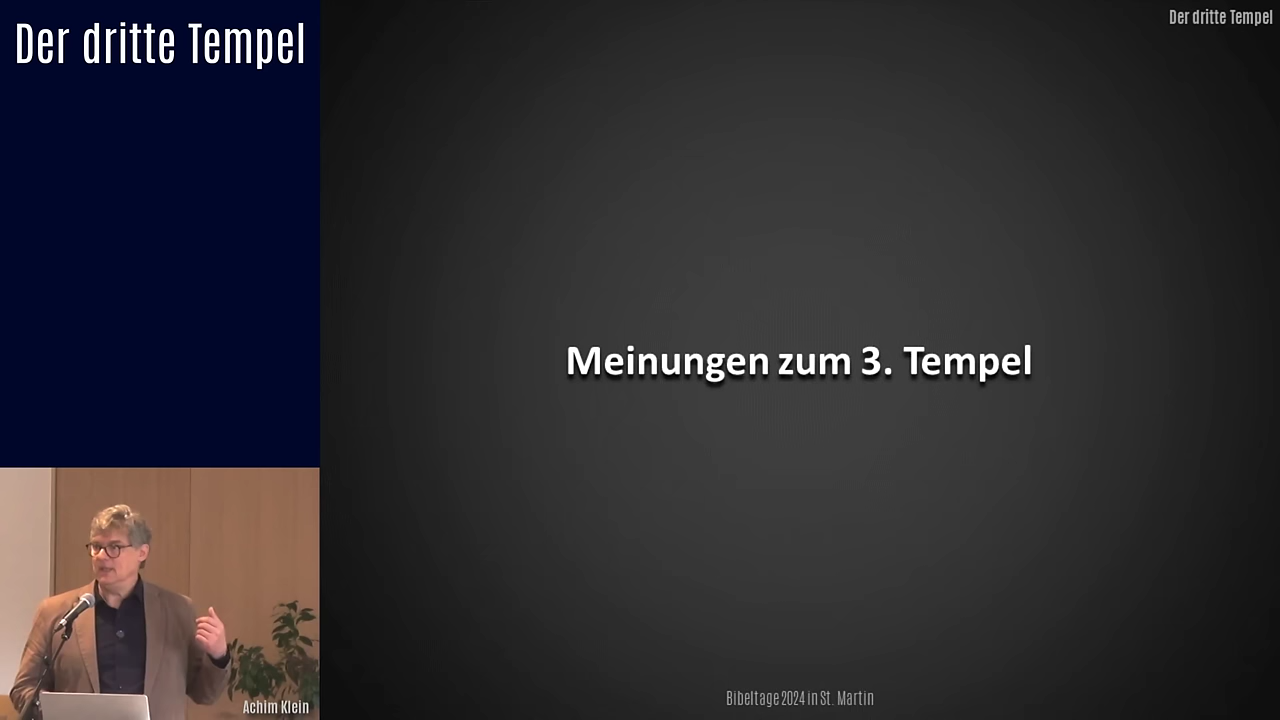 Der dritte Tempel
Der dritte Tempel
Meinungen zum 3. Tempel
Achim Klein
Bibeltage 2024 in St. Martin